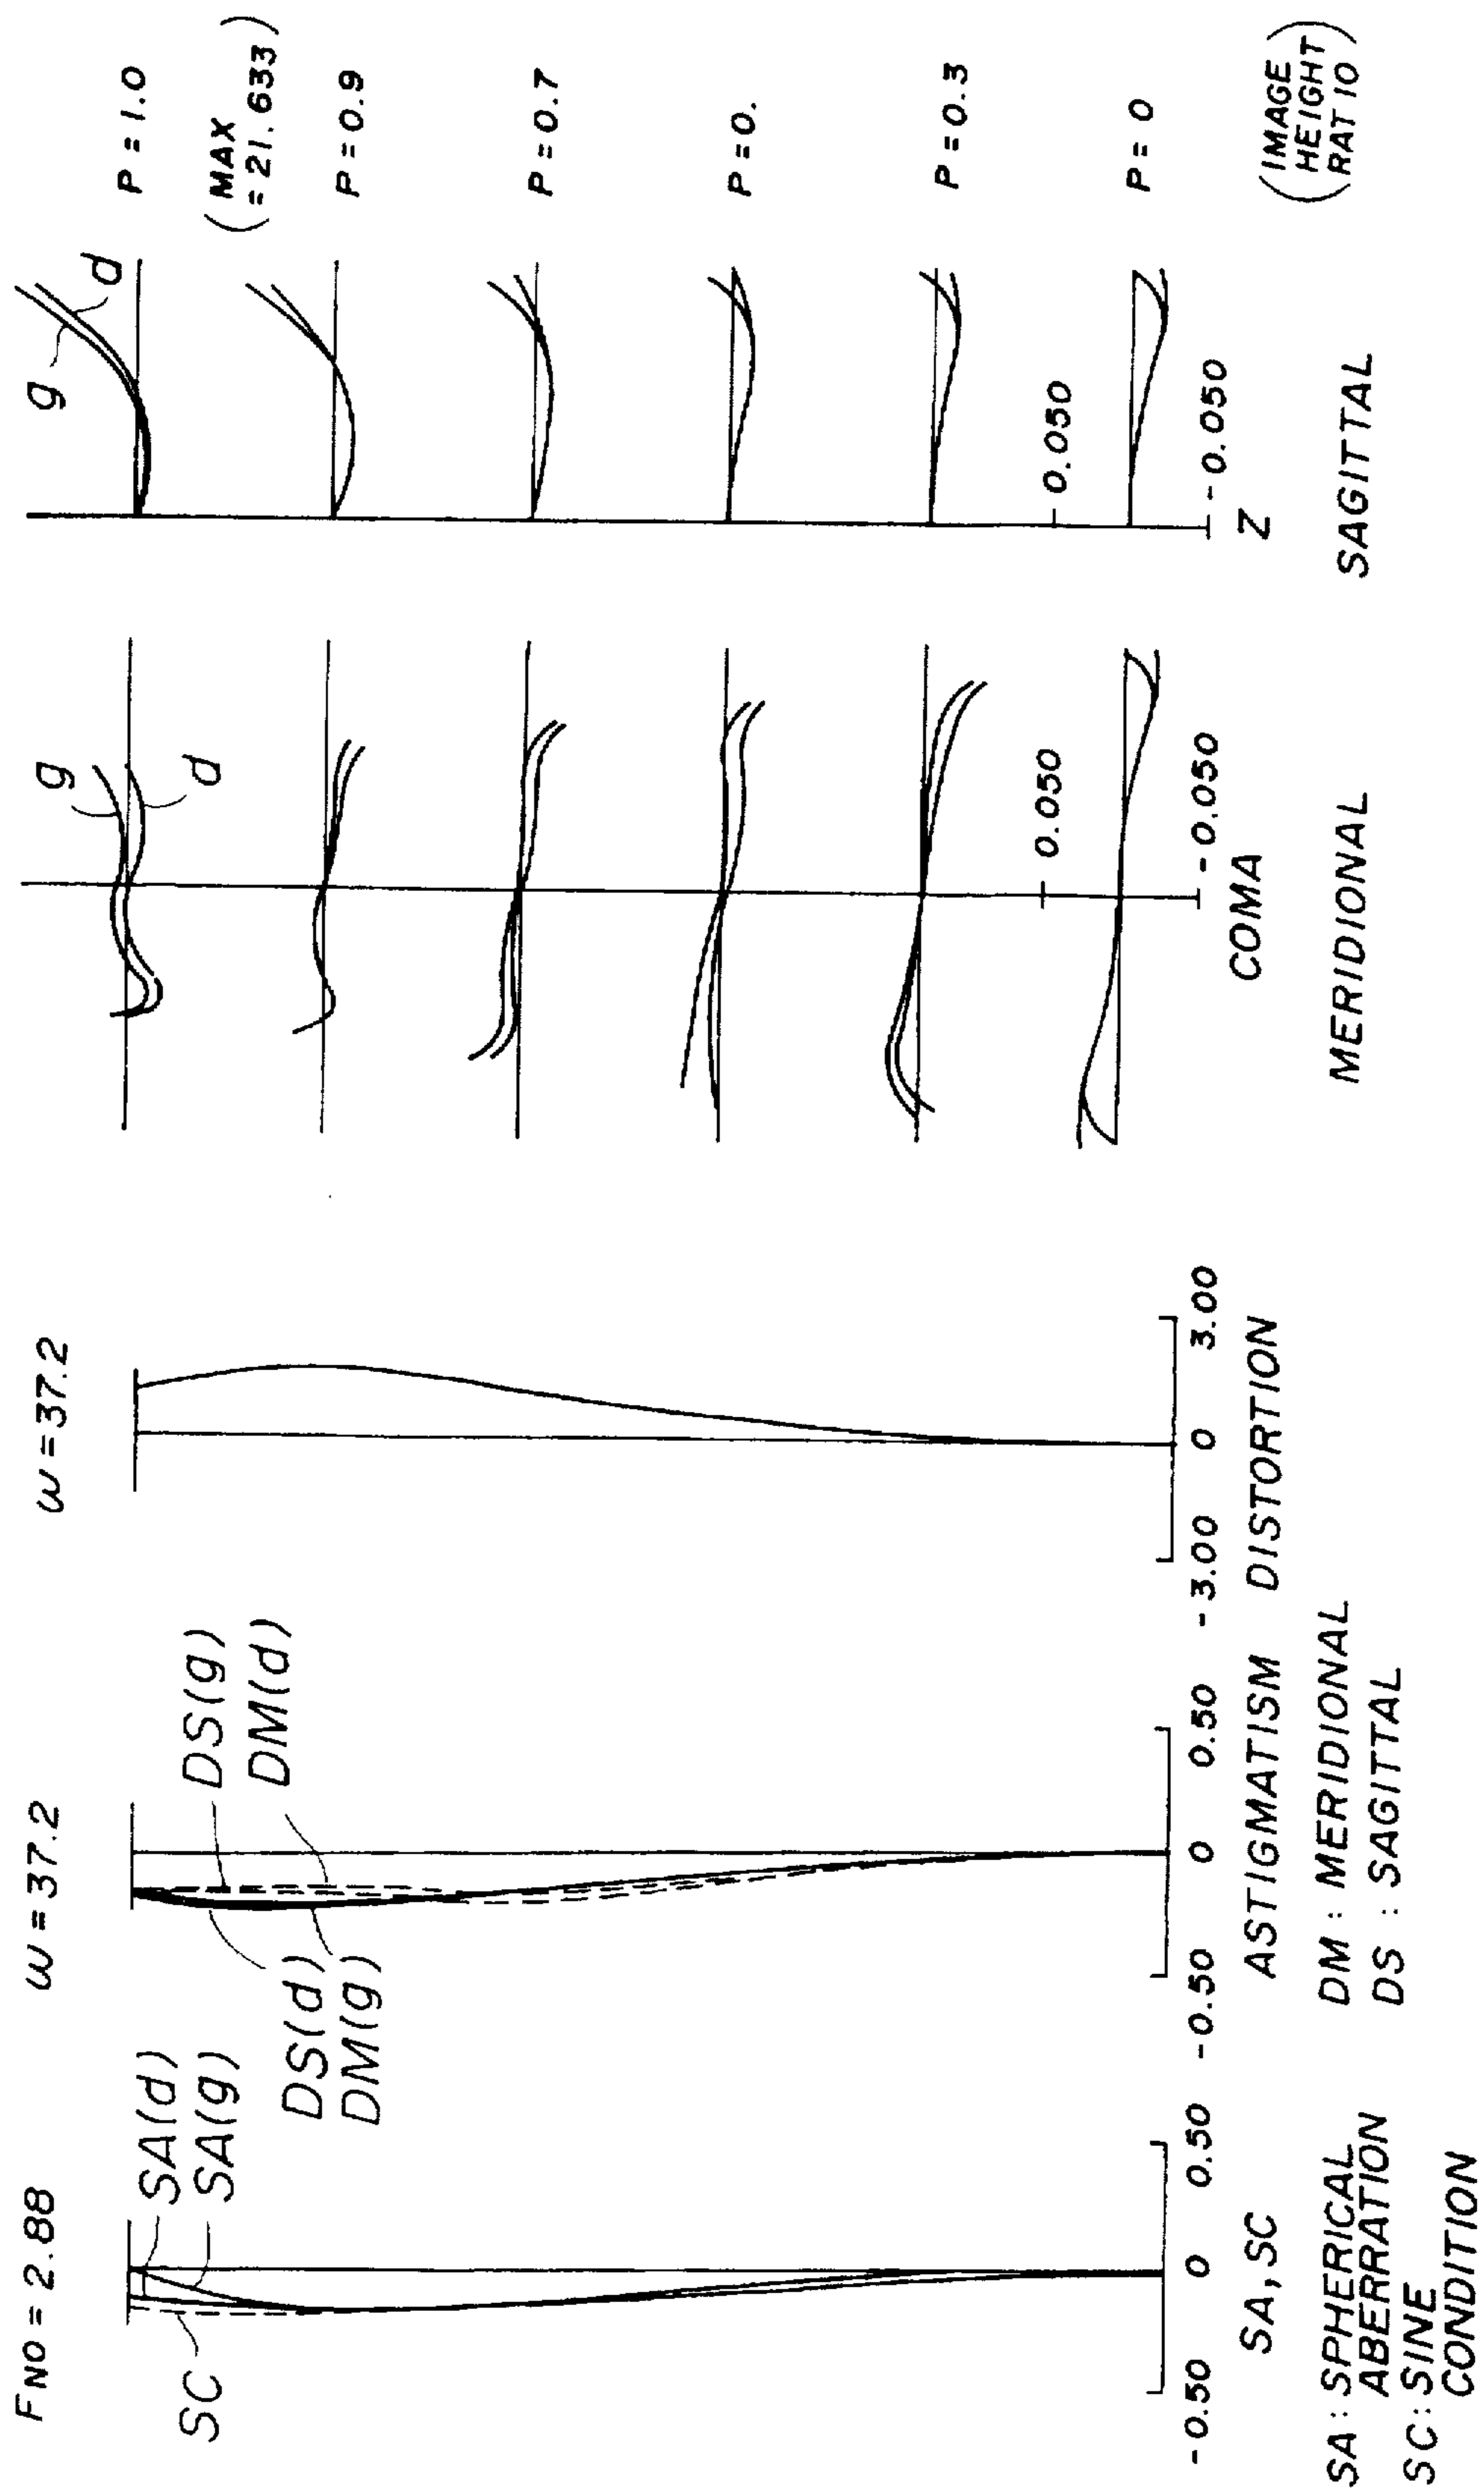 FNO = 2.88
SA(d)
SA(g)
SC
-0.50 0 0.50
SA, SC
SA : SPHERICAL
ABERRATION
SC : SINE
CONDITION
W = 37.2
DS(g)
DM(d)
DS(d)
DM(g)
-0.50 0 0.50
ASTIGMATISM
DM : MERIDIONAL
DS : SAGITTAL
W = 37.2
-3.00 0 3.00
DISTORTION
g
d
0.050
-0.050
COMA
MERIDIONAL
g
d
0.050
-0.050
Z
SAGITTAL
P = 1.0
(MAX
= 21.633)
P = 0.9
P = 0.7
P = 0.
P = 0.3
P = 0
(IMAGE
HEIGHT
RATIO)